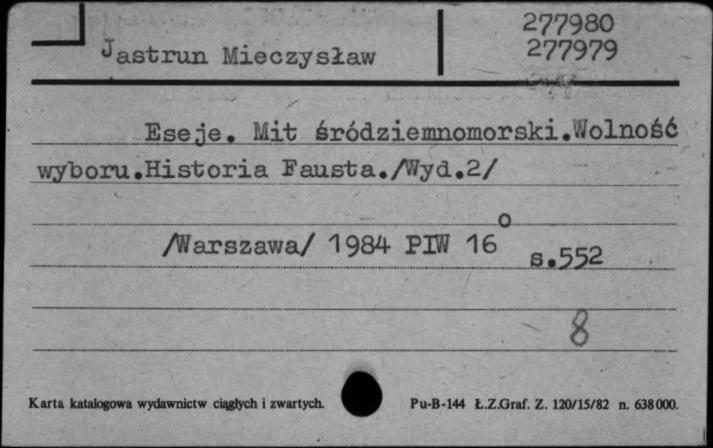 277980
Jastrun Mieczysław 277979
Eseje. Mit śródziemnomorski.Wolność
wyboru.Historia Fausta./Wyd.2/
/Warszawa/ 1984 PIW 16° s.552
8
Karta katalogowa wydawnictw ciągłych i zwartych. Pu-B-144 Ł.Z.Graf. Z. 120/15/82 n. 638000.